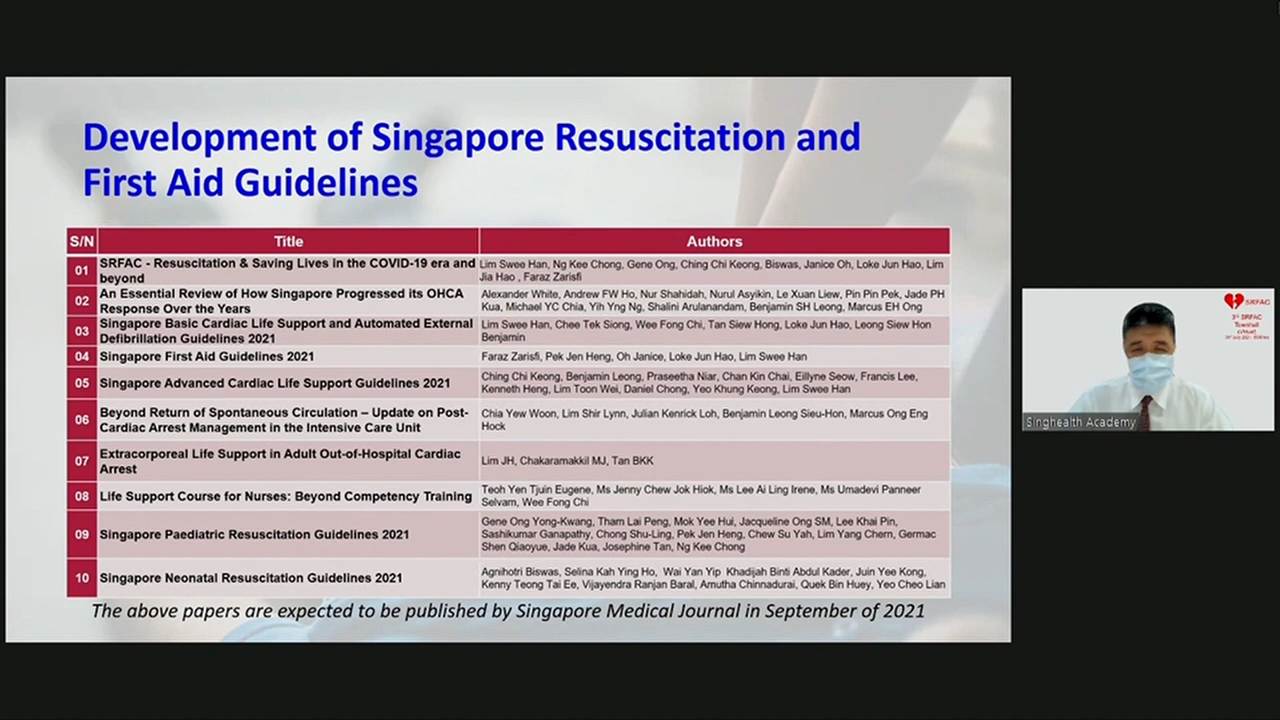 Development of Singapore Resuscitation and
First Aid Guidelines
S/N Title Authors
01 SRFAC - Resuscitation & Saving Lives in the COVID-19 era and
beyond
Lim Swee Han, Ng Kee Chong, Gene Ong, Ching Chi Keong, Biswas, Janice Oh, Loke Jun Hao, Lim
Jia Hao , Faraz Zarisfi
02 An Essential Review of How Singapore Progressed its OHCA
Response Over the Years
Alexander White, Andrew FW Ho, Nur Shahidah, Nurul Asyikin, Le Xuan Liew, Pin Pin Pek, Jade PH
Kua, Michael YC Chia, Yih Yng Ng, Shalini Arulanandam, Benjamin SH Leong, Marcus EH Ong
03 Singapore Basic Cardiac Life Support and Automated External
Defibrillation Guidelines 2021
Lim Swee Han, Chee Tek Siong, Wee Fong Chi, Tan Siew Hong, Loke Jun Hao, Leong Siew Hon
Benjamin
04 Singapore First Aid Guidelines 2021
Faraz Zarisfi, Pek Jen Heng, Oh Janice, Loke Jun Hao, Lim Swee Han
05 Singapore Advanced Cardiac Life Support Guidelines 2021
Ching Chi Keong, Benjamin Leong, Praseetha Niar, Chan Kin Chai, Eillyne Seow, Francis Lee,
Kenneth Heng, Lim Toon Wei, Daniel Chong, Yeo Khung Keong, Lim Swee Han
06 Beyond Return of Spontaneous Circulation – Update on Post-
Cardiac Arrest Management in the Intensive Care Unit
Chia Yew Woon, Lim Shir Lynn, Julian Kenrick Loh, Benjamin Leong Sieu-Hon, Marcus Ong Eng
Hock
07 Extracorporeal Life Support in Adult Out-of-Hospital Cardiac
Arrest
Lim JH, Chakaramakkil MJ, Tan BKK
08 Life Support Course for Nurses: Beyond Competency Training
Teoh Yen Tjuin Eugene, Ms Jenny Chew Jok Hiok, Ms Lee Ai Ling Irene, Ms Umadevi Panneer
Selvam, Wee Fong Chi
09 Singapore Paediatric Resuscitation Guidelines 2021
Gene Ong Yong-Kwang, Tham Lai Peng, Mok Yee Hui, Jacqueline Ong SM, Lee Khai Pin,
Sashikumar Ganapathy, Chong Shu-Ling, Pek Jen Heng, Chew Su Yah, Lim Yang Chern, Germac
Shen Qiaoyue, Jade Kua, Josephine Tan, Ng Kee Chong
10 Singapore Neonatal Resuscitation Guidelines 2021
Agnihotri Biswas, Selina Kah Ying Ho, Wai Yan Yip Khadijah Binti Abdul Kader, Juin Yee Kong,
Kenny Teong Tai Ee, Vijayendra Ranjan Baral, Amutha Chinnadurai, Quek Bin Huey, Yeo Cheo Lian
The above papers are expected to be published by Singapore Medical Journal in September of 2021
SRFAC
3rd SRFAC
Townhall
Singhealth Academy